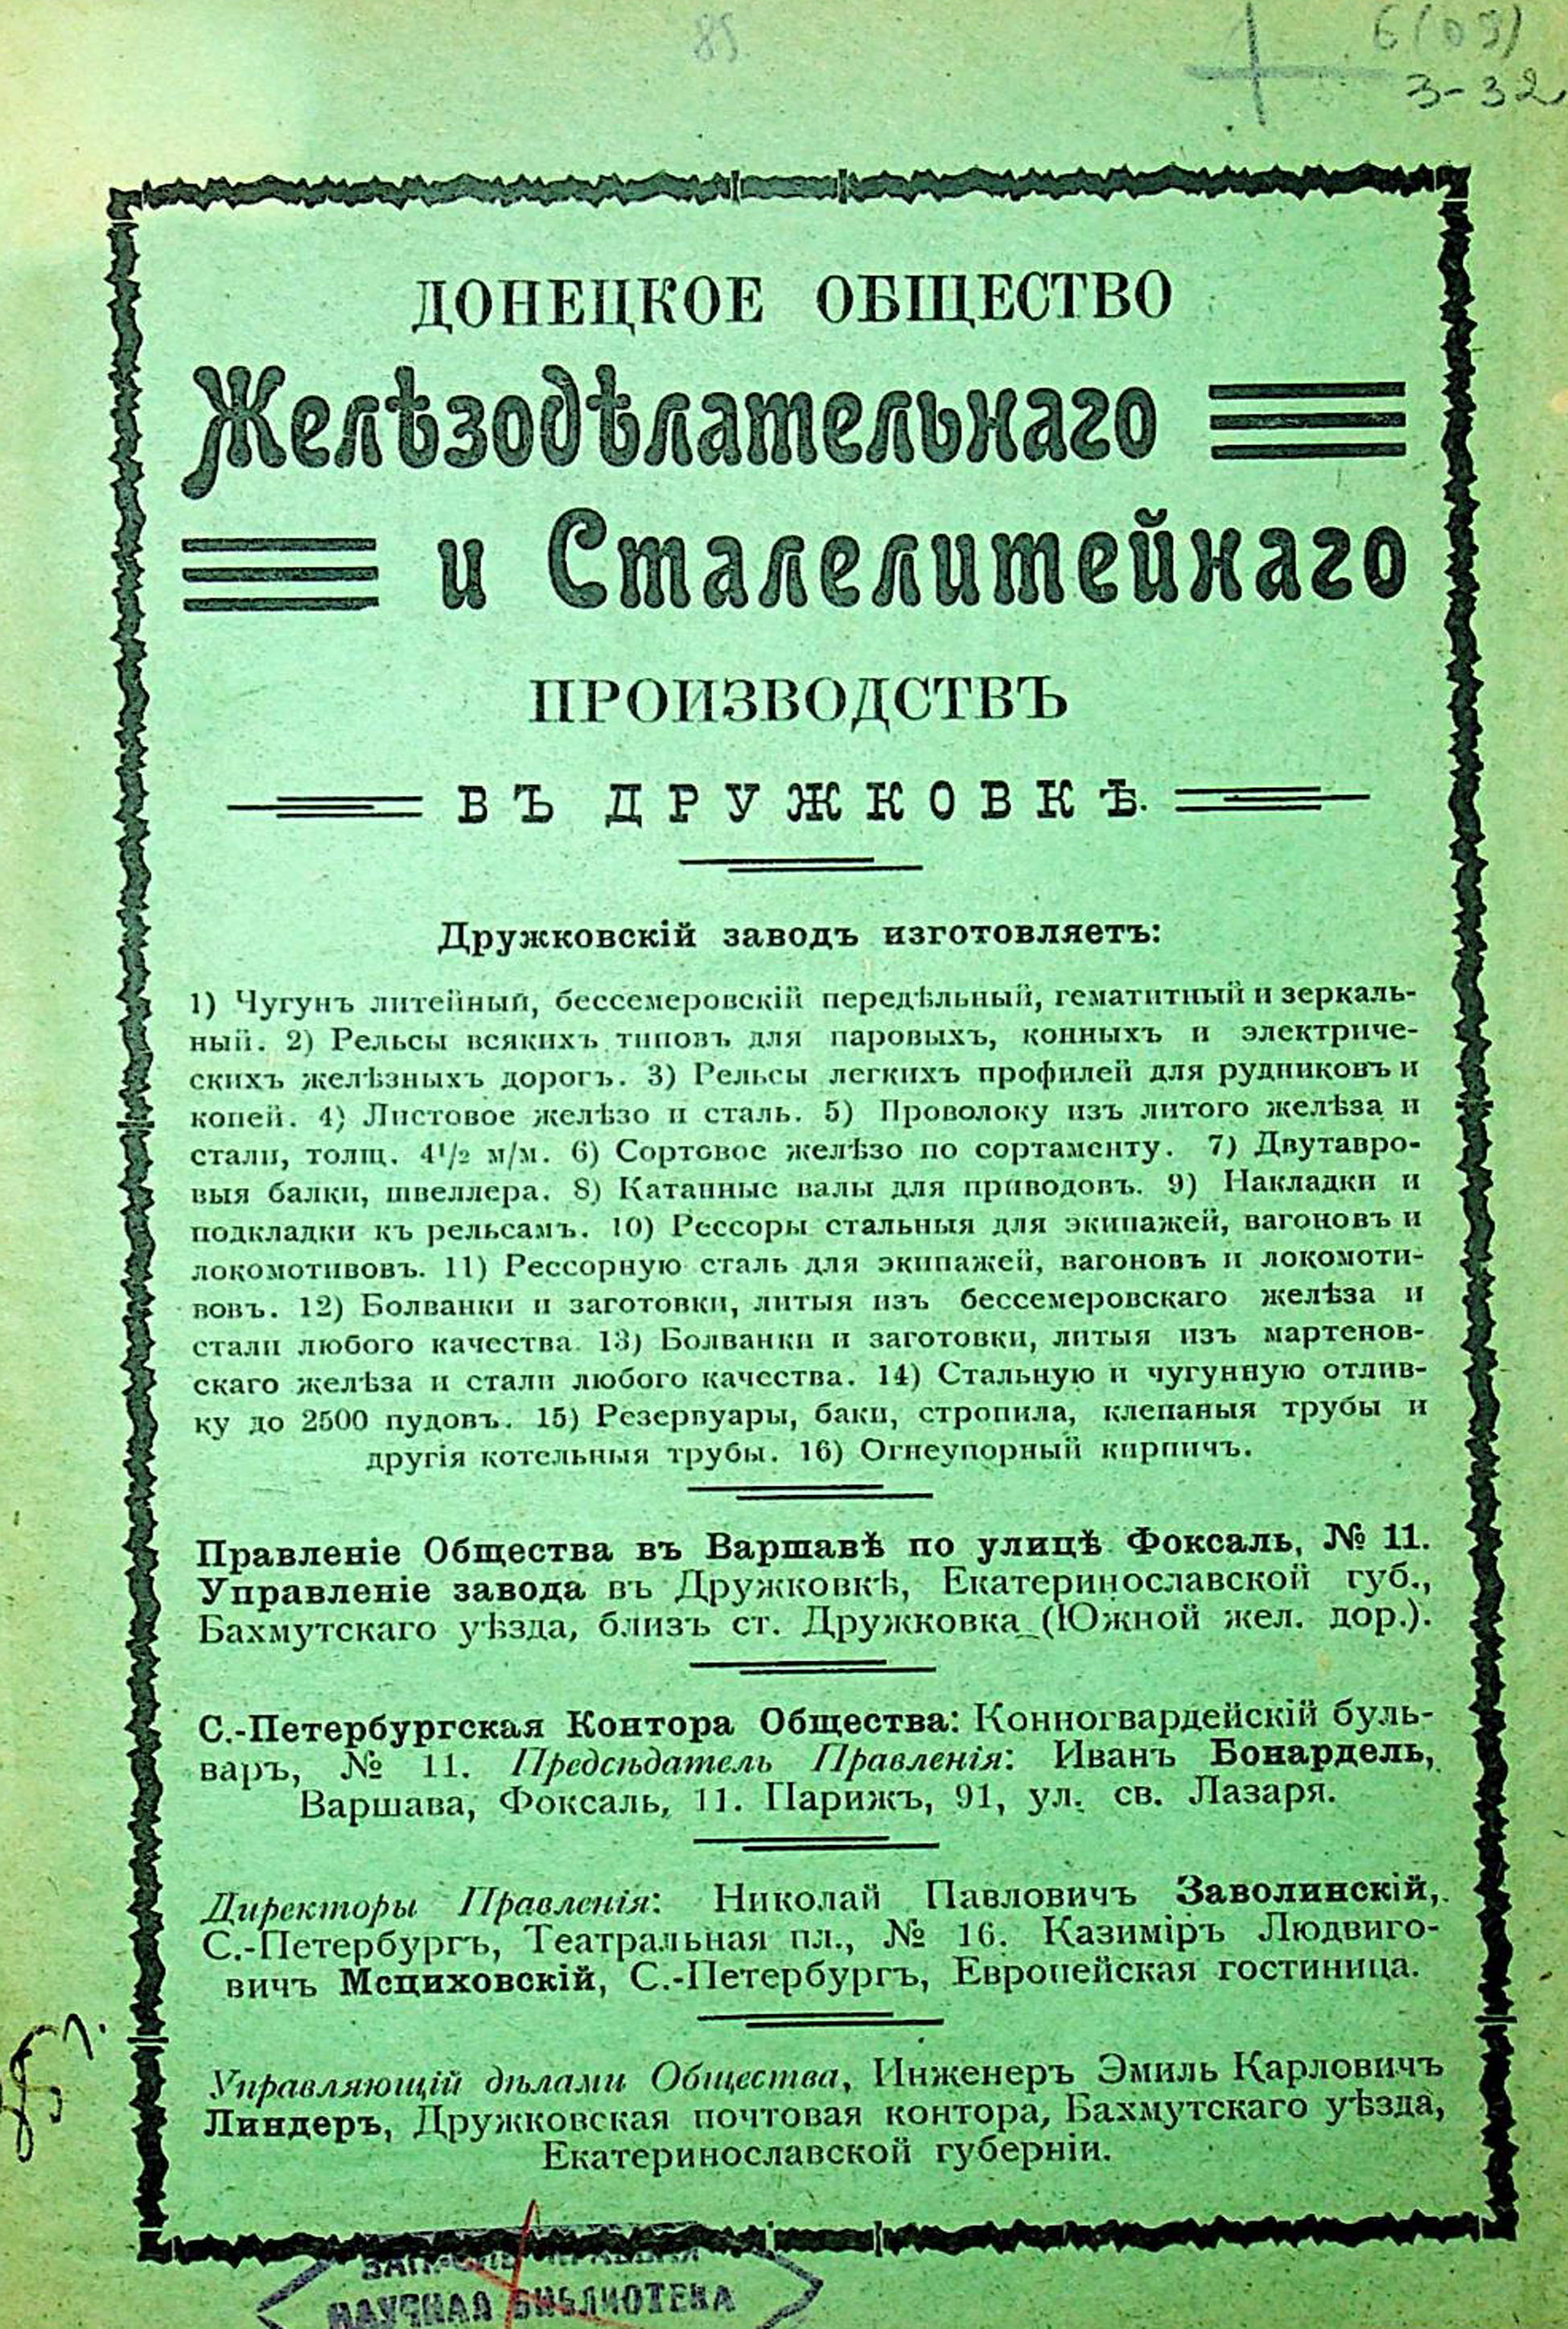 85
6(09)
3-32
ДОНЕЦКОЕ ОБЩЕСТВО
Желѣзодѣлательнаго
и Сталелитейнаго
ПРОИЗВОДСТВЪ
ВЪ ДРУЖКОВКѢ.
Дружковскій заводъ изготовляетъ:
1) Чугунъ литейный, бессемеровскій передѣльный, гематитный и зеркаль-
ный. 2) Рельсы всякихъ типовъ для паровыхъ, конныхъ и электриче-
скихъ желѣзныхъ дорогъ. 3) Рельсы легкихъ профилей для рудниковъ и
копей. 4) Листовое желѣзо и сталь. 5) Проволоку изъ литого желѣза и
стали, толщ. 4¹/₂ м/м. 6) Сортовое желѣзо по сортаменту. 7) Двутавро-
выя балки, швеллера. 8) Катанные валы для приводовъ. 9) Накладки и
подкладки къ рельсамъ. 10) Рессоры стальныя для экипажей, вагоновъ и
локомотивовъ. 11) Рессорную сталь для экипажей, вагоновъ и локомоти-
вовъ. 12) Болванки и заготовки, литыя изъ бессемеровскаго желѣза и
стали любого качества. 13) Болванки и заготовки, литыя изъ мартенов-
скаго желѣза и стали любого качества. 14) Стальную и чугунную отлив-
ку до 2500 пудовъ. 15) Резервуары, баки, стропила, клепаныя трубы и
другія котельныя трубы. 16) Огнеупорный кирпичъ.
Правленіе Общества въ Варшавѣ по улицѣ Фоксаль, № 11.
Управленіе завода въ Дружковкѣ, Екатеринославской губ.,
Бахмутскаго уѣзда, близъ ст. Дружковка (Южной жел. дор.).
С.-Петербургская Контора Общества: Конногвардейскій буль-
варъ, № 11. Предсѣдатель Правленія: Иванъ Бонардель,
Варшава, Фоксаль, 11. Парижъ, 91, ул. св. Лазаря.
Директоры Правленія: Николай Павловичъ Заволинскій,
С.-Петербургъ, Театральная пл., № 16. Казиміръ Людвиго-
вичъ Мсциховскій, С.-Петербургъ, Европейская гостиница.
Управляющій дѣлами Общества, Инженеръ Эмиль Карловичъ
Линдеръ, Дружковская почтовая контора, Бахмутскаго уѣзда,
Екатеринославской губерніи.
НАУЧНАЯ БИБЛИОТЕКА